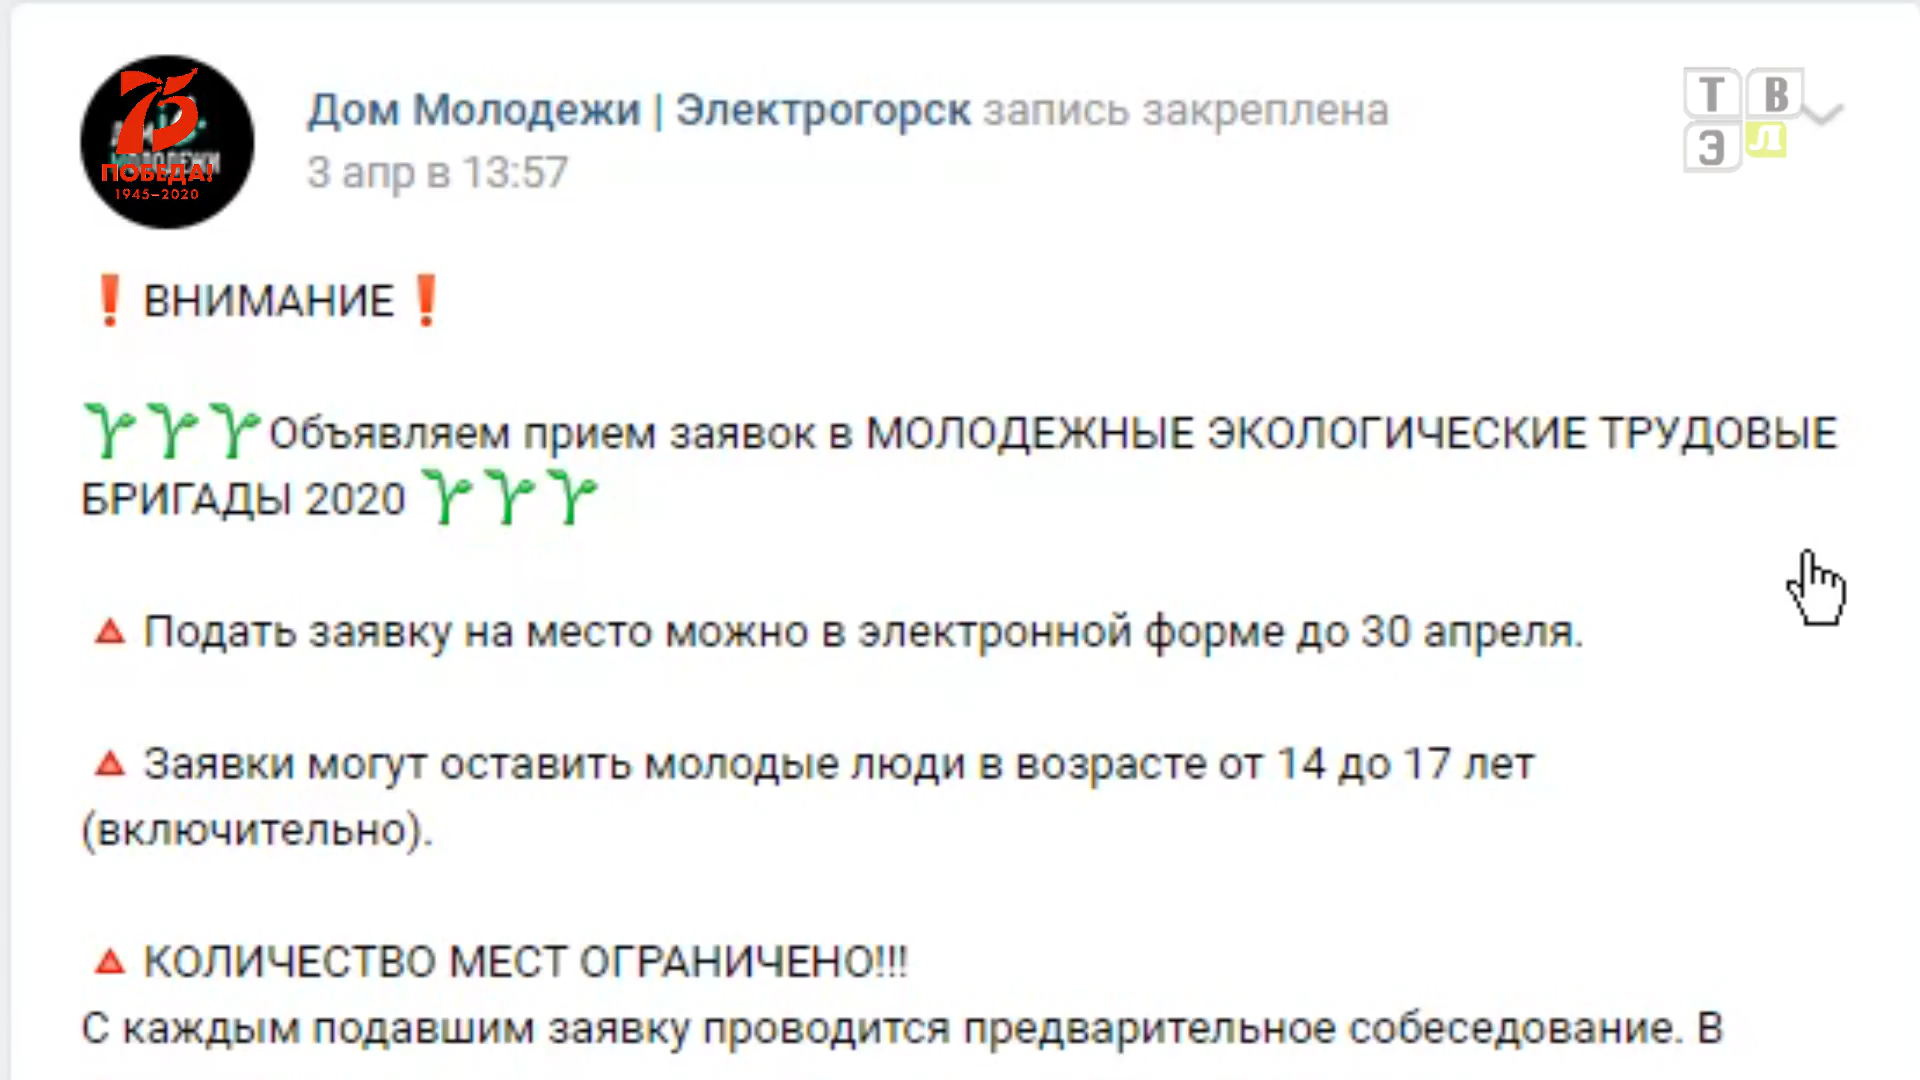 Дом Молодежи | Электрогорск запись закреплена
3 апр в 13:57
75
МОЛОДЕЖИ
ПОБЕДА!
1945–2020
Т В
Э Л
❗ ВНИМАНИЕ ❗
🌱🌱🌱Объявляем прием заявок в МОЛОДЕЖНЫЕ ЭКОЛОГИЧЕСКИЕ ТРУДОВЫЕ
БРИГАДЫ 2020 🌱🌱🌱
🔺 Подать заявку на место можно в электронной форме до 30 апреля.
🔺 Заявки могут оставить молодые люди в возрасте от 14 до 17 лет
(включительно).
🔺 КОЛИЧЕСТВО МЕСТ ОГРАНИЧЕНО!!!
С каждым подавшим заявку проводится предварительное собеседование. В